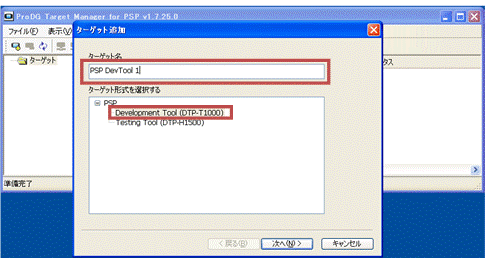 ProDG Target Manager for PSP v1.7.25.0
ファイル(F) 表示(V)
ターゲット
タス
準備完了
ターゲット追加
ターゲット名
PSP DevTool 1
ターゲット形式を選択する
PSP
Development Tool (DTP-T1000)
Testing Tool (DTP-H1500)
< 戻る(B) 次へ(N) > キャンセル